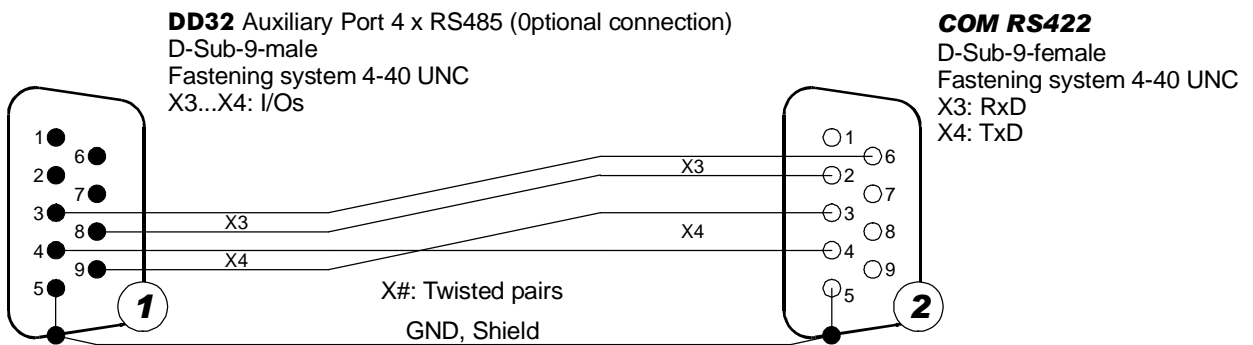 DD32 Auxiliary Port 4 x RS485 (0ptional connection)
D-Sub-9-male
Fastening system 4-40 UNC
X3...X4: I/Os
COM RS422
D-Sub-9-female
Fastening system 4-40 UNC
X3: RxD
X4: TxD
1
6
2
7
3
8
4
9
5
1
X3
X4
X3
X4
X#: Twisted pairs
GND, Shield
1
6
2
7
3
8
4
9
5
2